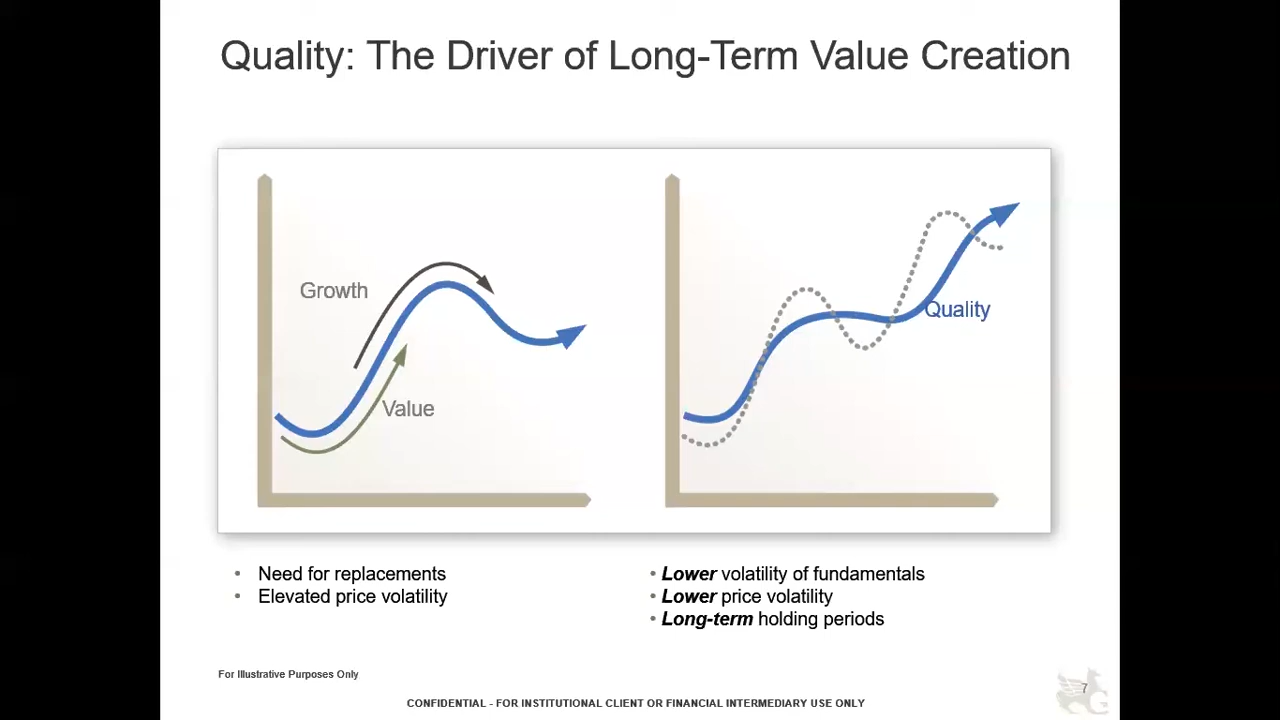 Quality: The Driver of Long-Term Value Creation
Growth
Value
Quality
• Need for replacements
• Elevated price volatility
• Lower volatility of fundamentals
• Lower price volatility
• Long-term holding periods
For Illustrative Purposes Only
CONFIDENTIAL - FOR INSTITUTIONAL CLIENT OR FINANCIAL INTERMEDIARY USE ONLY
7